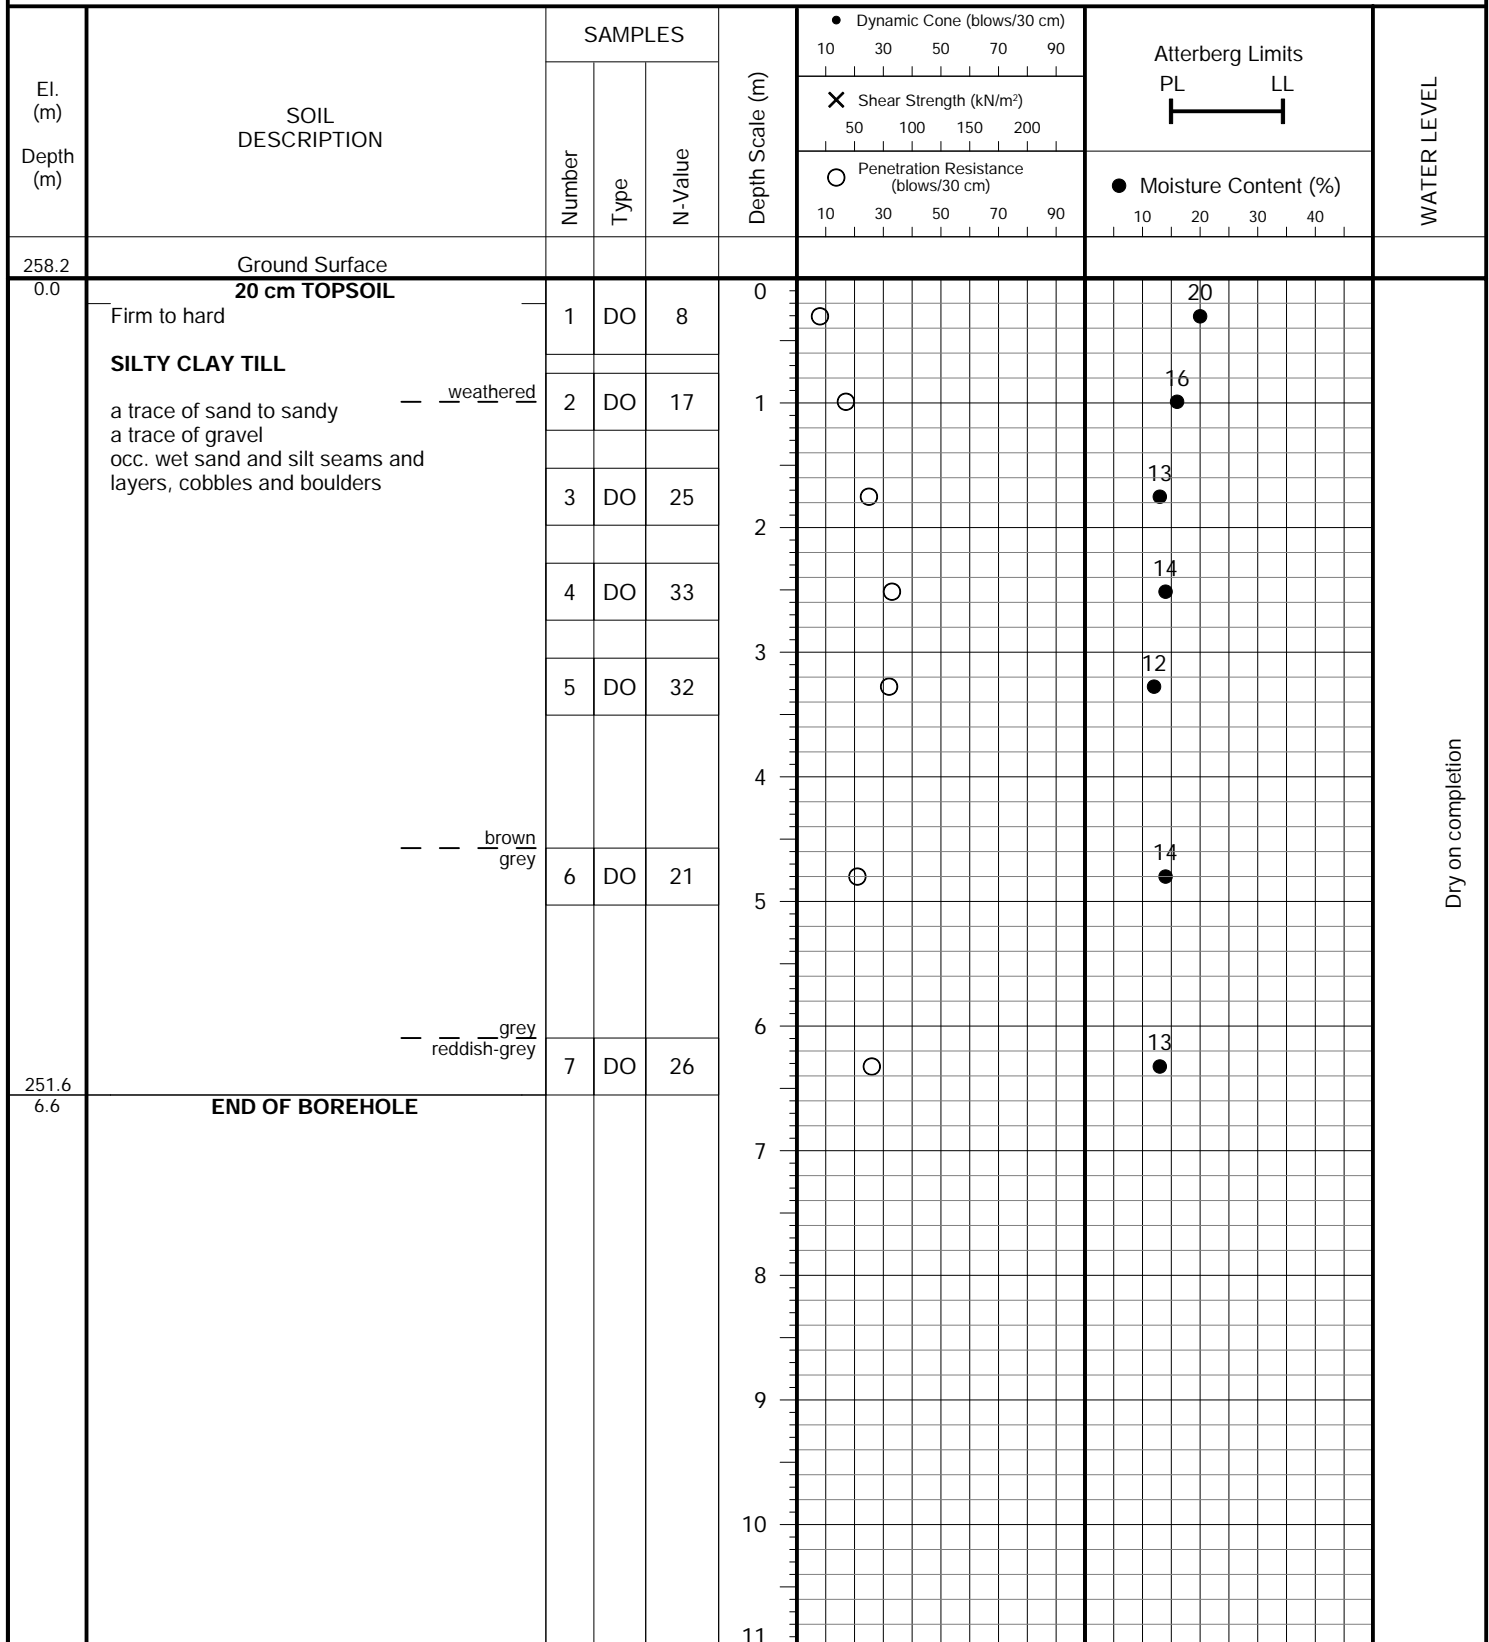 El.
(m)
Depth
(m)
SOIL
DESCRIPTION
SAMPLES
Number
Type
N-Value
Depth Scale (m)
Dynamic Cone (blows/30 cm)
10 30 50 70 90
Shear Strength (kN/m²)
50 100 150 200
Penetration Resistance
(blows/30 cm)
10 30 50 70 90
Atterberg Limits
PL LL
Moisture Content (%)
10 20 30 40
WATER LEVEL
258.2 Ground Surface
0.0 20 cm TOPSOIL 0 20
Firm to hard 1 DO 8
SILTY CLAY TILL
weathered 16
a trace of sand to sandy 2 DO 17 1
a trace of gravel
occ. wet sand and silt seams and
layers, cobbles and boulders
13
3 DO 25
2
14
4 DO 33
3 12
5 DO 32
4
Dry on completion
brown
grey 14
6 DO 21
5
grey 6
reddish-grey 13
7 DO 26
251.6
6.6 END OF BOREHOLE
7
8
9
10
11